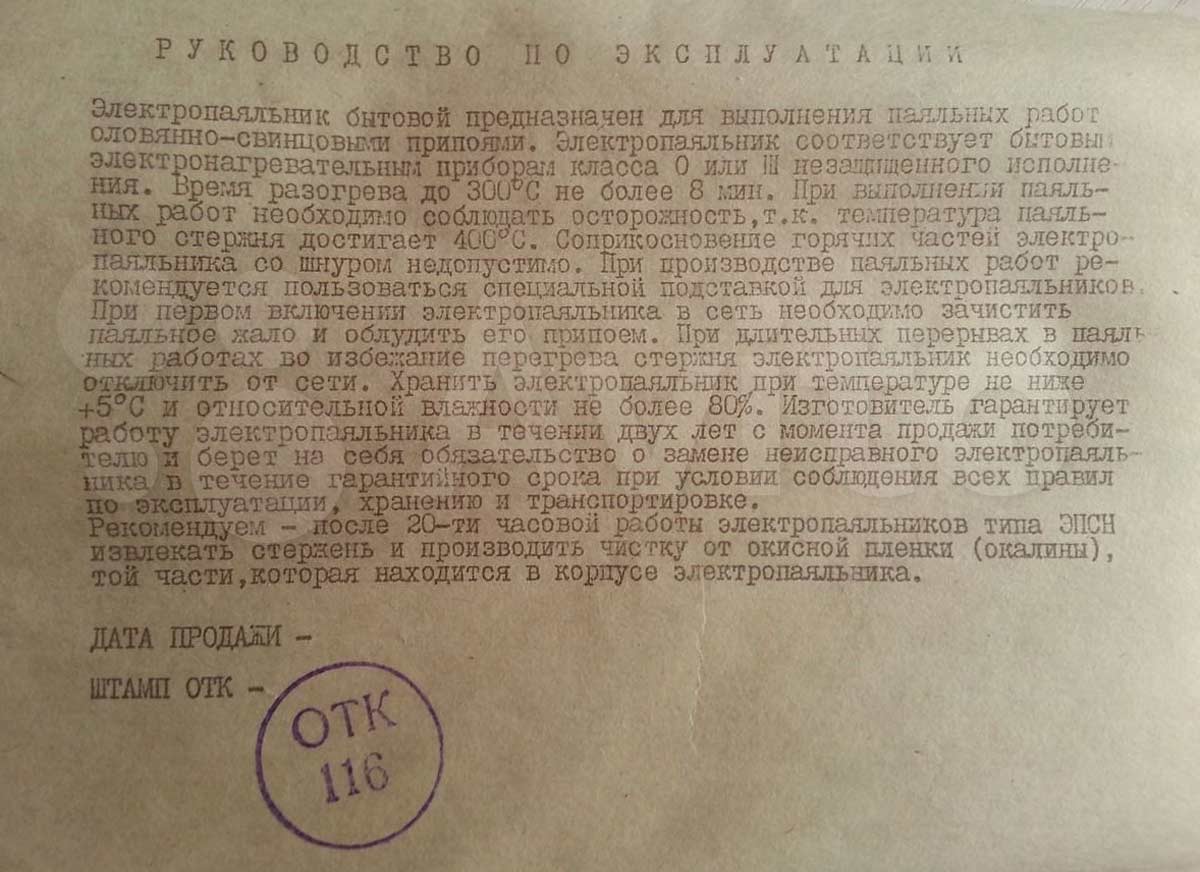 РУКОВОДСТВО ПО ЭКСПЛУАТАЦИИ
Электропаяльник бытовой предназначен для выполнения паяльных работ
оловянно-свинцовыми припоями. Электропаяльник соответствует бытовым
электронагревательным приборам класса 0 или III незащищенного исполне-
ния. Время разогрева до 300°С не более 8 мин. При выполнении паяль-
ных работ необходимо соблюдать осторожность,т.к. температура паяль-
ного стержня достигает 400°С. Соприкосновение горячих частей электро-
паяльника со шнуром недопустимо. При производстве паяльных работ ре-
комендуется пользоваться специальной подставкой для электропаяльников.
При первом включении электропаяльника в сеть необходимо зачистить
паяльное жало и облудить его припоем. При длительных перерывах в паяль-
ных работах во избежание перегрева стержня электропаяльник необходимо
отключить от сети. Хранить электропаяльник при температуре не ниже
+5°С и относительной влажности не более 80%. Изготовитель гарантирует
работу электропаяльника в течении двух лет с момента продажи потреби-
телю и берет на себя обязательство о замене неисправного электропаяль-
ника в течение гарантийного срока при условии соблюдения всех правил
по эксплуатации, хранению и транспортировке.
Рекомендуем - после 20-ти часовой работы электропаяльников типа ЭПСН
извлекать стержень и производить чистку от окисной пленки (окалины),
той части,которая находится в корпусе электропаяльника.
ДАТА ПРОДАЖИ -
ШТАМП ОТК -
ОТК
116